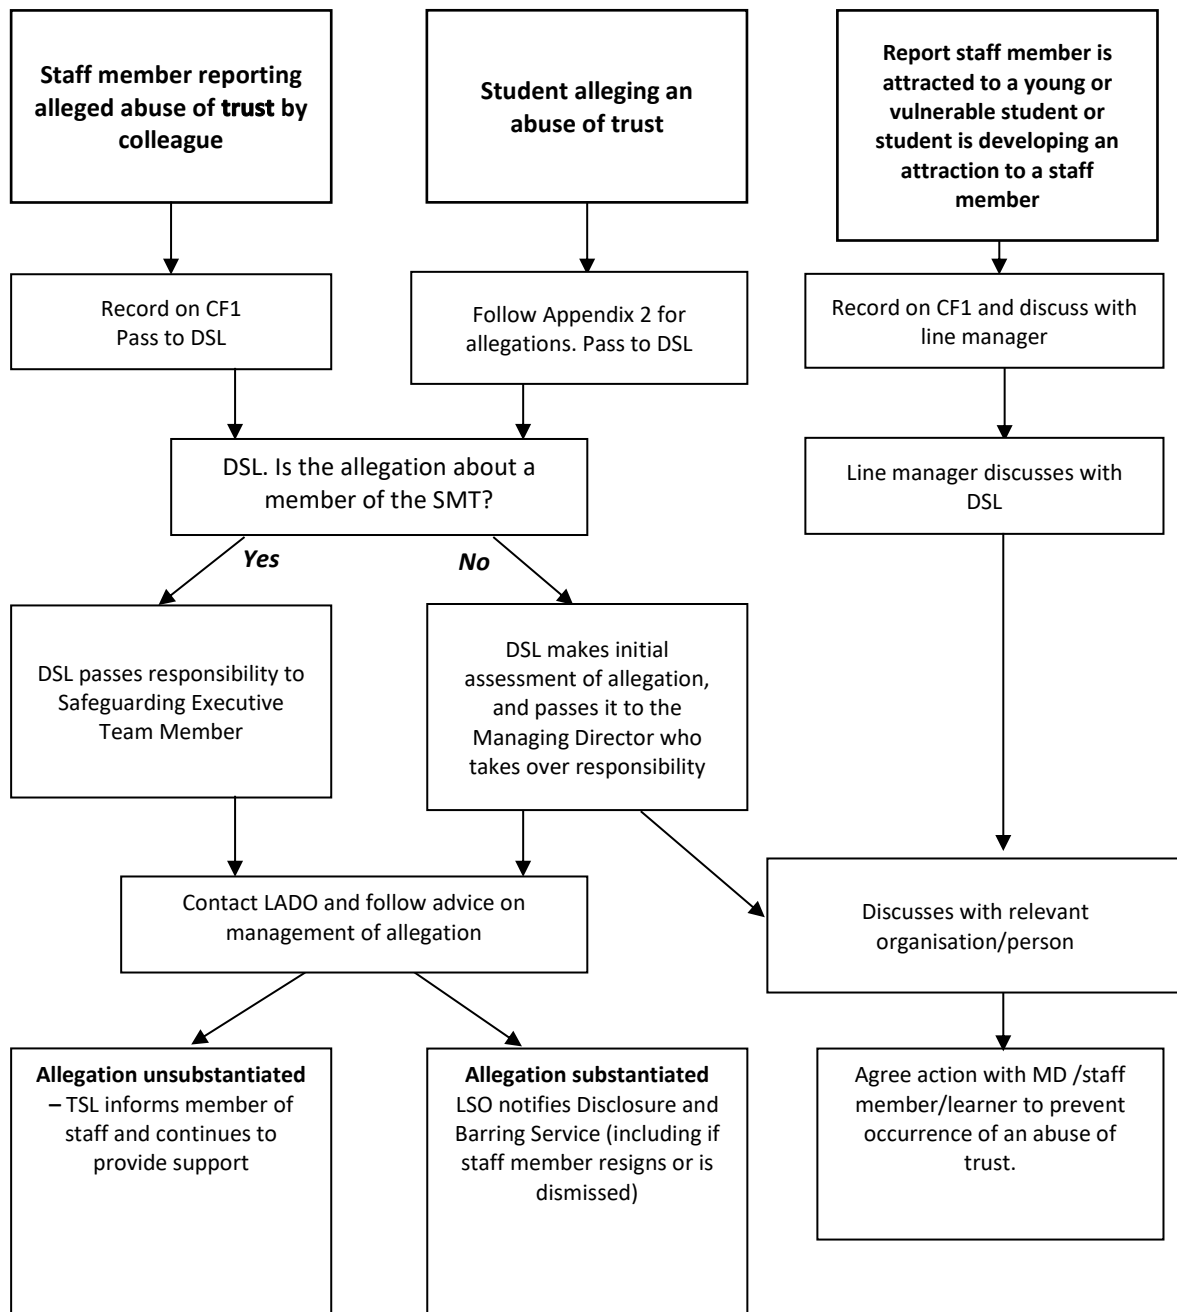 Staff member reporting
alleged abuse of trust by
colleague
Student alleging an
abuse of trust
Report staff member is
attracted to a young or
vulnerable student or
student is developing an
attraction to a staff
member
Record on CF1
Pass to DSL
Follow Appendix 2 for
allegations. Pass to DSL
Record on CF1 and discuss with
line manager
DSL. Is the allegation about a
member of the SMT?
Line manager discusses with
DSL
Yes
No
DSL passes responsibility to
Safeguarding Executive
Team Member
DSL makes initial
assessment of allegation,
and passes it to the
Managing Director who
takes over responsibility
Contact LADO and follow advice on
management of allegation
Discusses with relevant
organisation/person
Allegation unsubstantiated
– TSL informs member of
staff and continues to
provide support
Allegation substantiated
LSO notifies Disclosure and
Barring Service (including if
staff member resigns or is
dismissed)
Agree action with MD /staff
member/learner to prevent
occurrence of an abuse of
trust.